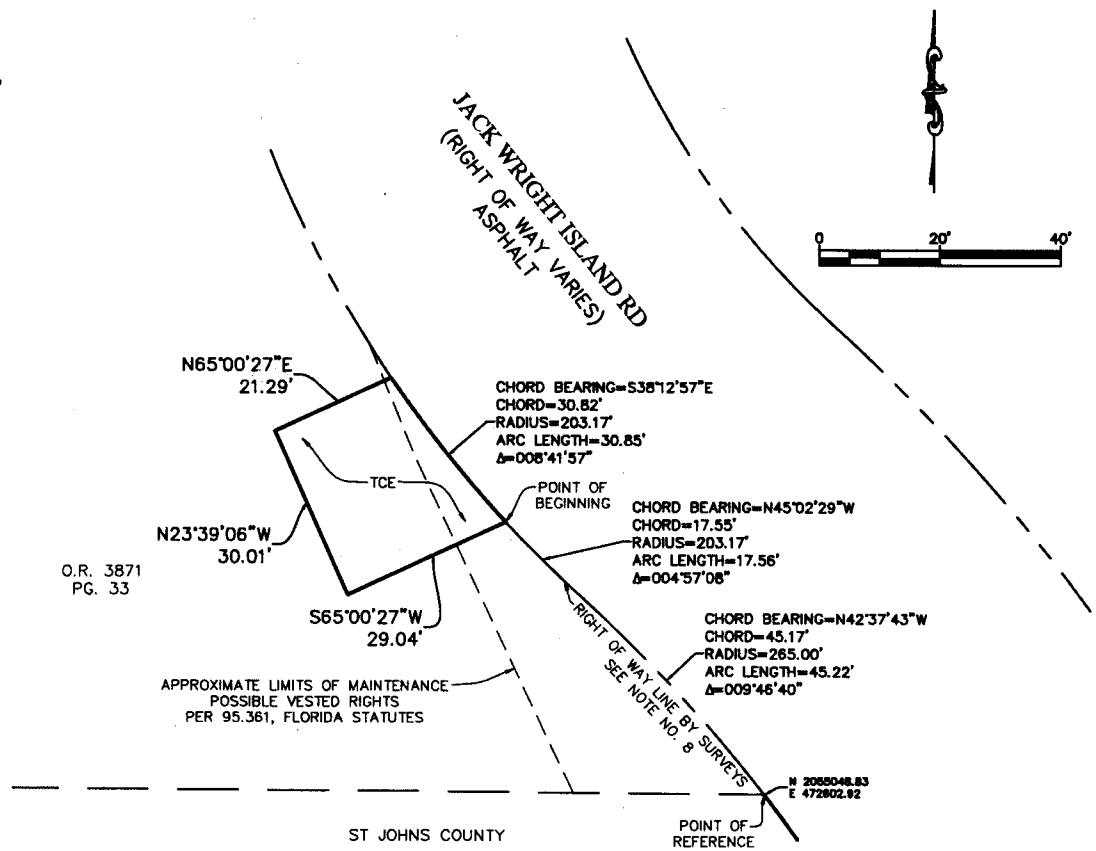 JACK WRIGHT ISLAND RD
(RIGHT OF WAY VARIES)
ASPHALT
0 20' 40'
N65°00'27"E
21.29'
CHORD BEARING=S38°12'57"E
CHORD=30.82'
RADIUS=203.17'
ARC LENGTH=30.85'
Δ=008°41'57"
TCE
POINT OF
BEGINNING
CHORD BEARING=N45°02'29"W
CHORD=17.55'
RADIUS=203.17'
ARC LENGTH=17.56'
Δ=004°57'08"
N23°39'06"W
30.01'
O.R. 3871
PG. 33
S65°00'27"W
29.04'
RIGHT OF WAY LINE BY SURVEYS
SEE NOTE NO. 8
CHORD BEARING=N42°37'43"W
CHORD=45.17'
RADIUS=265.00'
ARC LENGTH=45.22'
Δ=009°46'40"
APPROXIMATE LIMITS OF MAINTENANCE
POSSIBLE VESTED RIGHTS
PER 95.361, FLORIDA STATUTES
N 2055048.83
E 472602.92
ST JOHNS COUNTY
POINT OF
REFERENCE